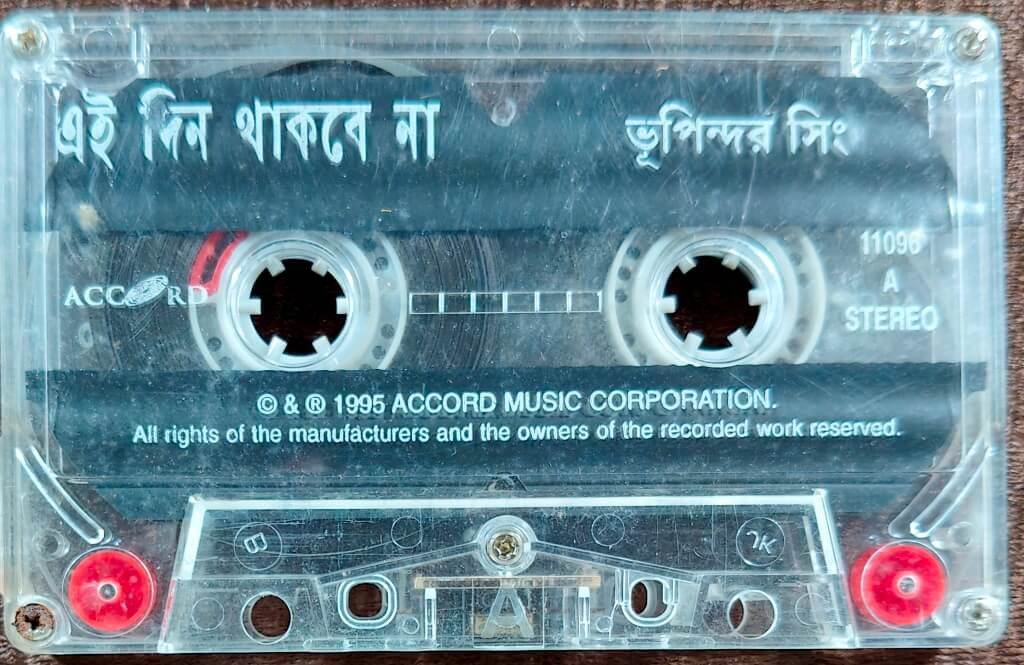 এই দিন থাকবে না
ভূপিন্দর সিং
ACCORD
11096
A
STEREO
© & ® 1995 ACCORD MUSIC CORPORATION.
All rights of the manufacturers and the owners of the recorded work reserved.
B
A